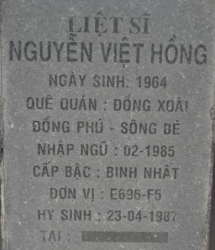 LIỆT SĨ
NGUYỄN VIỆT HỒNG
NGÀY SINH: 1964
QUÊ QUÁN : ĐỒNG XOÀI
ĐỒNG PHÚ - SÔNG BÉ
NHẬP NGŨ : 02-1985
CẤP BẬC : BINH NHẤT
ĐƠN VỊ : E696-F5
HY SINH : 23-04-1987
TẠI :